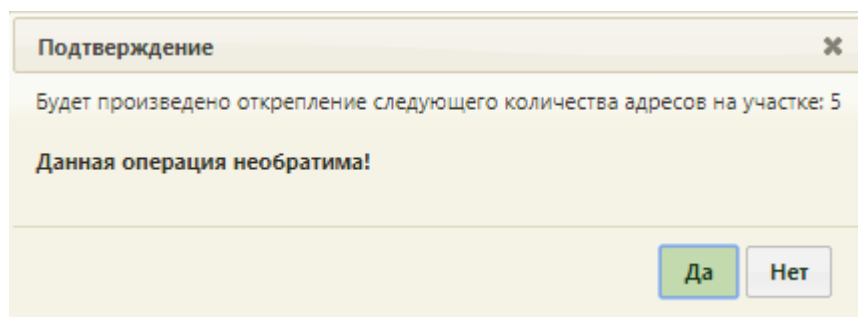 Подтверждение
Будет произведено открепление следующего количества адресов на участке: 5
Данная операция необратима!
Да Нет